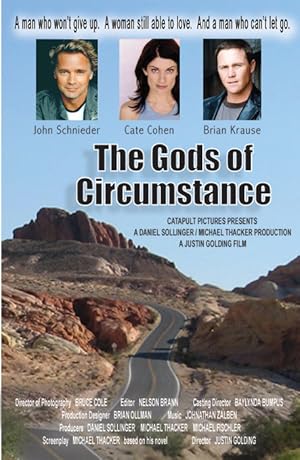 A man who won't give up. A woman still able to love. And a man who can't let go.
John Schnieder Cate Cohen Brian Krause
The Gods of
Circumstance
CATAPULT PICTURES PRESENTS
A DANIEL SOLLINGER / MICHAEL THACKER PRODUCTION
A JUSTIN GOLDING FILM
Director of Photography BRUCE COLE Editor NELSON BRANN Casting Director BAYLYNDA BUMPUS
Production Designer BRIAN OLLMAN Music JOHNATHAN ZALBEN
Producers DANIEL SOLLINGER MICHAEL THACKER MICHAEL FISCHLER
Screenplay MICHAEL THACKER based on his novel Director JUSTIN GOLDING